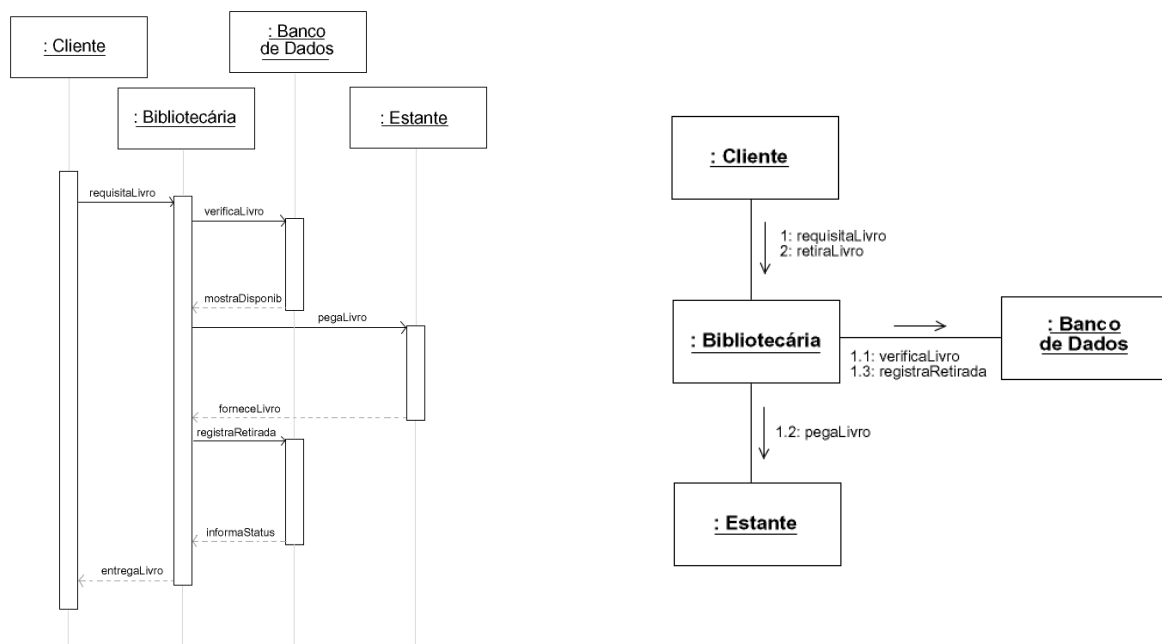 : Cliente
: Banco
de Dados
: Bibliotecária
: Estante
requisitaLivro
verificaLivro
mostraDisponib
pegaLivro
forneceLivro
registraRetirada
informaStatus
entregaLivro
: Cliente
1: requisitaLivro
2: retiraLivro
: Bibliotecária
1.1: verificaLivro
1.3: registraRetirada
: Banco
de Dados
1.2: pegaLivro
: Estante